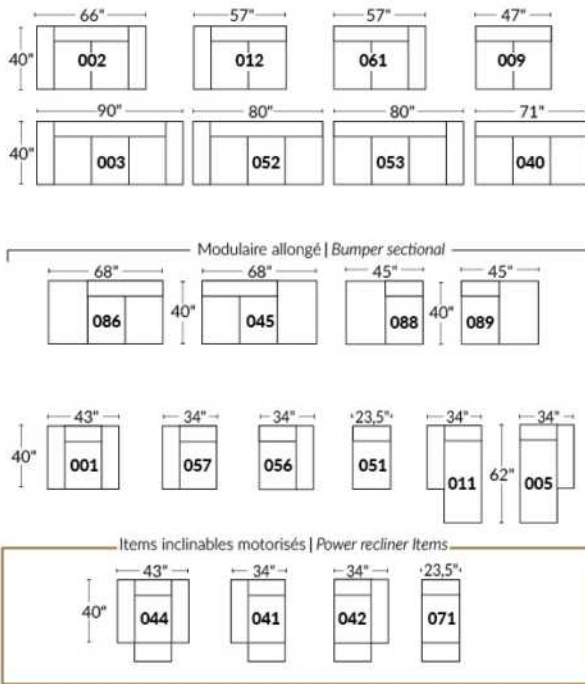 66" 57" 57" 47"
40" 002 012 061 009
90" 80" 80" 71"
40" 003 052 053 040
Modulaire allongé | Bumper sectional
68" 68" 45" 45"
086 40" 045 088 40" 089
43" 34" 34" 23,5" 34" 34"
40" 001 057 056 051 011 62" 005
Items inclinables motorisés | Power recliner Items
43" 34" 34" 23,5"
40" 044 041 042 071